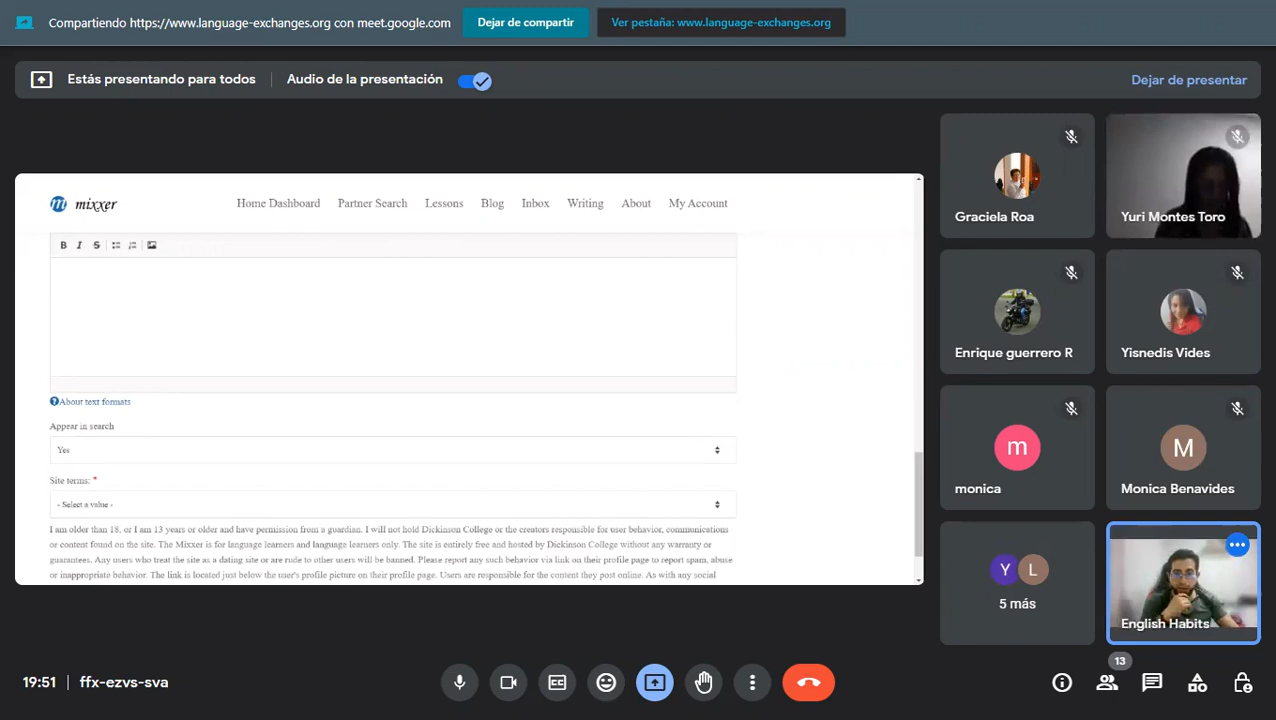 Compartiendo https://www.language-exchanges.org con meet.google.com
Dejar de compartir
Ver pestaña: www.language-exchanges.org
Estás presentando para todos
Audio de la presentación
Dejar de presentar
m mixxer
Home Dashboard Partner Search Lessons Blog Inbox Writing About My Account
B I S
?About text formats
Appear in search
Yes
Site terms: *
- Select a value -
I am older than 18, or I am 13 years or older and have permission from a guardian. I will not hold Dickinson College or the creators responsible for user behavior, communications
or content found on the site. The Mixxer is for language learners and language learners only. The site is entirely free and hosted by Dickinson College without any warranty or
guarantees. Any users who treat the site as a dating site or are rude to other users will be banned. Please report any such behavior via link on their profile page to report spam, abuse
or inappropriate behavior. The link is located just below the user's profile picture on their profile page. Users are responsible for the content they post online. As with any social
Graciela Roa
Yuri Montes Toro
Enrique guerrero R
Yisnedis Vides
m
monica
M
Monica Benavides
Y L
5 más
English Habits
19:51
ffx-ezvs-sva
CC
13